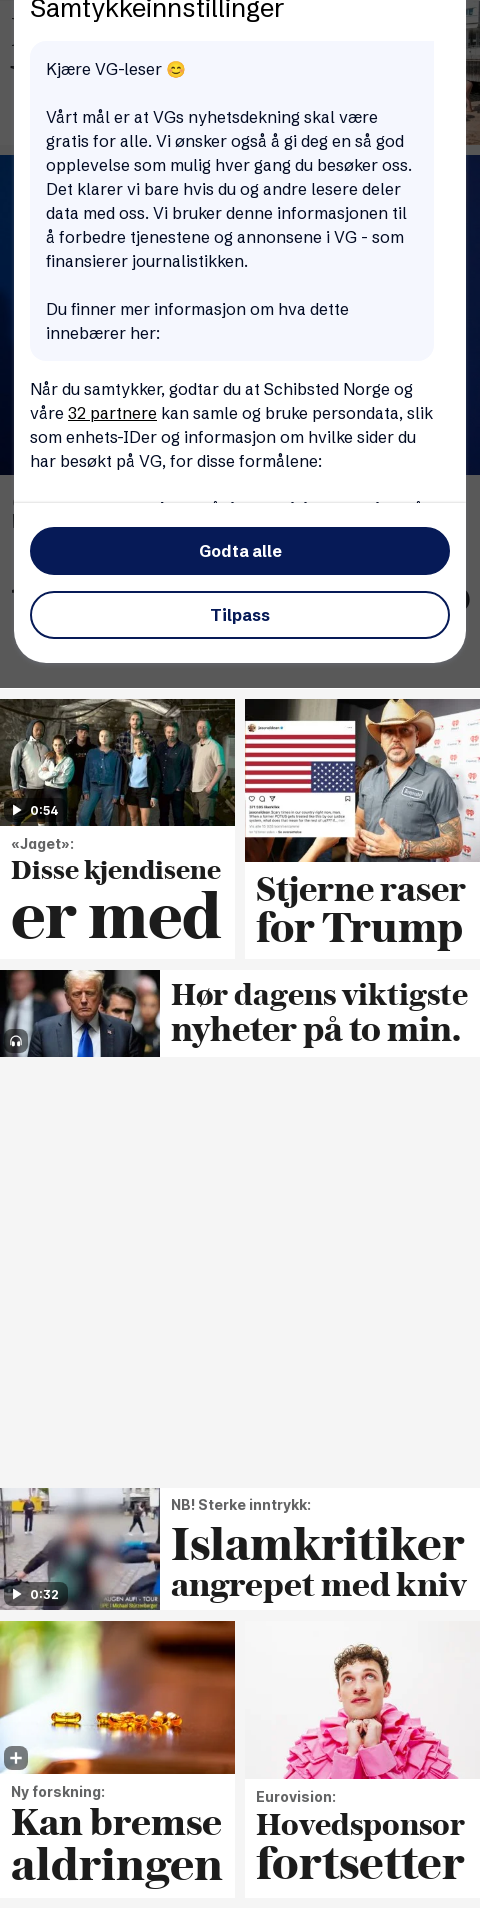 Samtykkeinnstillinger
Kjære VG-leser 😊
Vårt mål er at VGs nyhetsdekning skal være
gratis for alle. Vi ønsker også å gi deg en så god
opplevelse som mulig hver gang du besøker oss.
Det klarer vi bare hvis du og andre lesere deler
data med oss. Vi bruker denne informasjonen til
å forbedre tjenestene og annonsene i VG - som
finansierer journalistikken.
Du finner mer informasjon om hva dette
innebærer her:
Når du samtykker, godtar du at Schibsted Norge og
våre 32 partnere kan samle og bruke persondata, slik
som enhets-IDer og informasjon om hvilke sider du
har besøkt på VG, for disse formålene:
Godta alle
Tilpass
0:54
«Jaget»:
Disse kjendisene
er med
Stjerne raser
for Trump
Hør dagens viktigste
nyheter på to min.
NB! Sterke inntrykk:
Islamkritiker
angrepet med kniv
0:32
Ny forskning:
Kan bremse
aldringen
Eurovision:
Hovedsponsor
fortsetter